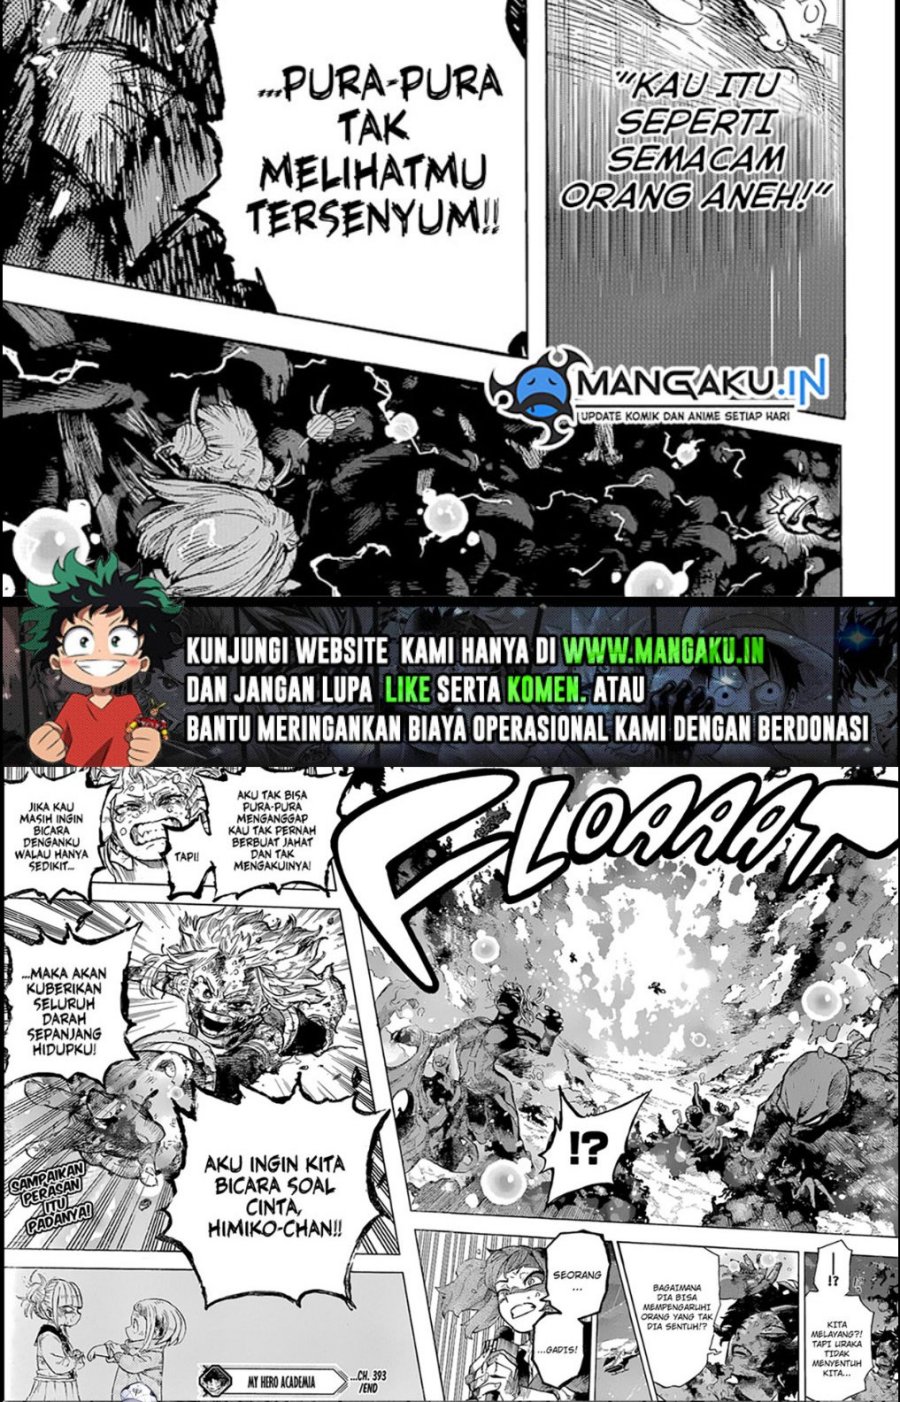 "KAU ITU
SEPERTI
SEMACAM
ORANG ANEH!"
...PURA-PURA
TAK
MELIHATMU
TERSENYUM!!
MANGAKU.IN
UPDATE KOMIK DAN ANIME SETIAP HARI
KUNJUNGI WEBSITE KAMI HANYA DI WWW.MANGAKU.IN
DAN JANGAN LUPA LIKE SERTA KOMEN. ATAU
BANTU MERINGANKAN BIAYA OPERASIONAL KAMI DENGAN BERDONASI
FLOAAAT
!?
!?
KITA
MELAYANG?!
TAPI URAKA
TIDAK
MENYENTUH
KITA...
BAGAIMANA
DIA BISA
MEMPENGARUHI
ORANG YANG TAK
DIA SENTUH!?
SEORANG
...
...GADIS!
AKU TAK BISA
PURA-PURA
MENGANGGAP
KAU TAK PERNAH
BERBUAT JAHAT
DAN TAK
MENGAKUINYA!
TAPI!
JIKA KAU
MASIH INGIN
BICARA
DENGANKU
WALAU HANYA
SEDIKIT...
...MAKA AKAN
KUBERIKAN
SELURUH
DARAH
SEPANJANG
HIDUPKU!
AKU INGIN KITA
BICARA SOAL
CINTA,
HIMIKO-CHAN!!
SAMPAIKAN
PERASAN
ITU
PADANYA!
MY HERO ACADEMIA
...CH. 393
/END